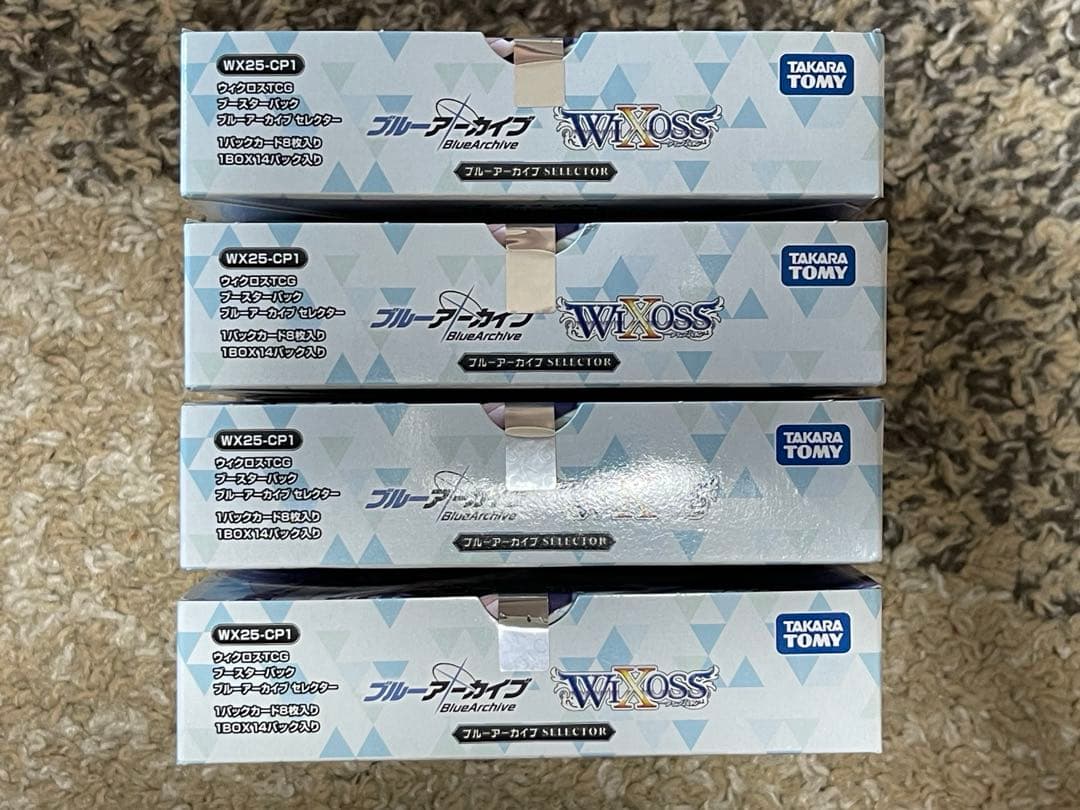 WX25-CP1
ウィクロスTCG
ブースターパック
ブルーアーカイブ セレクター
1パックカード8枚入り
1BOX14パック入り
ブルーアーカイブ
BlueArchive
WIXOSS
ブルーアーカイブ SELECTOR
TAKARA
TOMY
WX25-CP1
ウィクロスTCG
ブースターパック
ブルーアーカイブ セレクター
1パックカード8枚入り
1BOX14パック入り
ブルーアーカイブ
BlueArchive
WIXOSS
ブルーアーカイブ SELECTOR
TAKARA
TOMY
WX25-CP1
ウィクロスTCG
ブースターパック
ブルーアーカイブ セレクター
1パックカード8枚入り
1BOX14パック入り
ブルーアーカイブ
BlueArchive
ブルーアーカイブ SELECTOR
TAKARA
TOMY
WX25-CP1
ウィクロスTCG
ブースターパック
ブルーアーカイブ セレクター
1パックカード8枚入り
1BOX14パック入り
ブルーアーカイブ
BlueArchive
WIXOSS
ブルーアーカイブ SELECTOR
TAKARA
TOMY